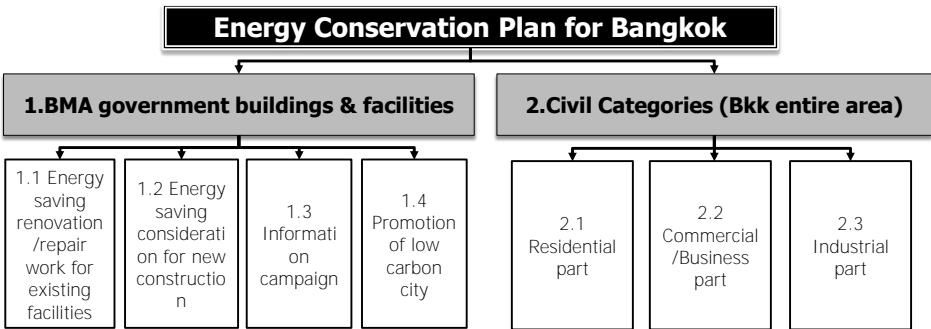 Energy Conservation Plan for Bangkok
1.BMA government buildings & facilities
2.Civil Categories (Bkk entire area)
1.1 Energy
saving
renovation
/repair
work for
existing
facilities
1.2 Energy
saving
considerati
on for new
constructio
n
1.3
Informati
on
campaign
1.4
Promotion
of low
carbon
city
2.1
Residential
part
2.2
Commercial
/Business
part
2.3
Industrial
part